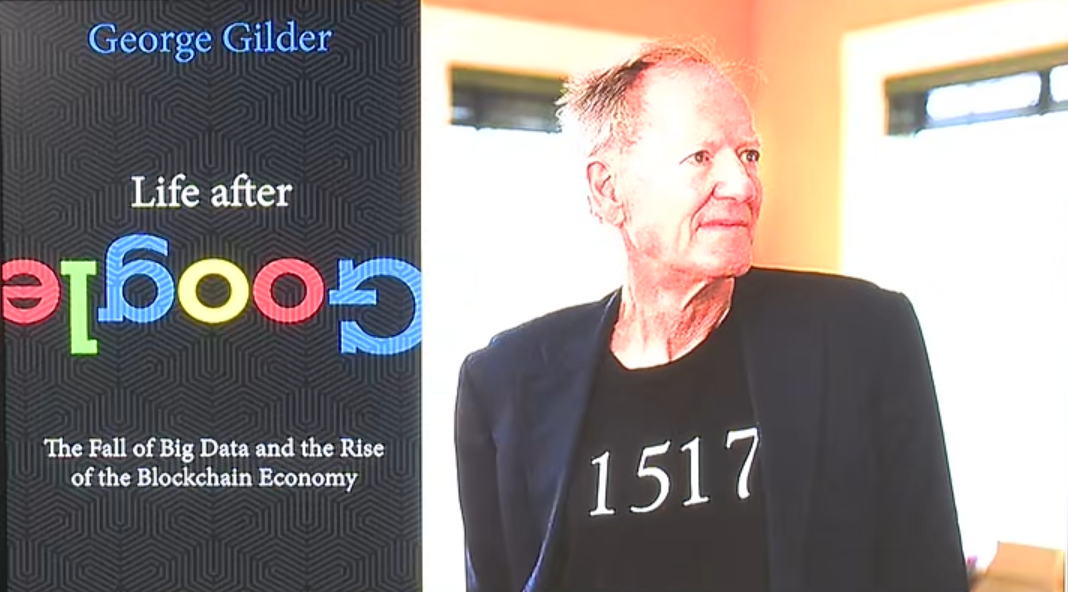 George Gilder
Life after
Google
The Fall of Big Data and the Rise
of the Blockchain Economy
1517